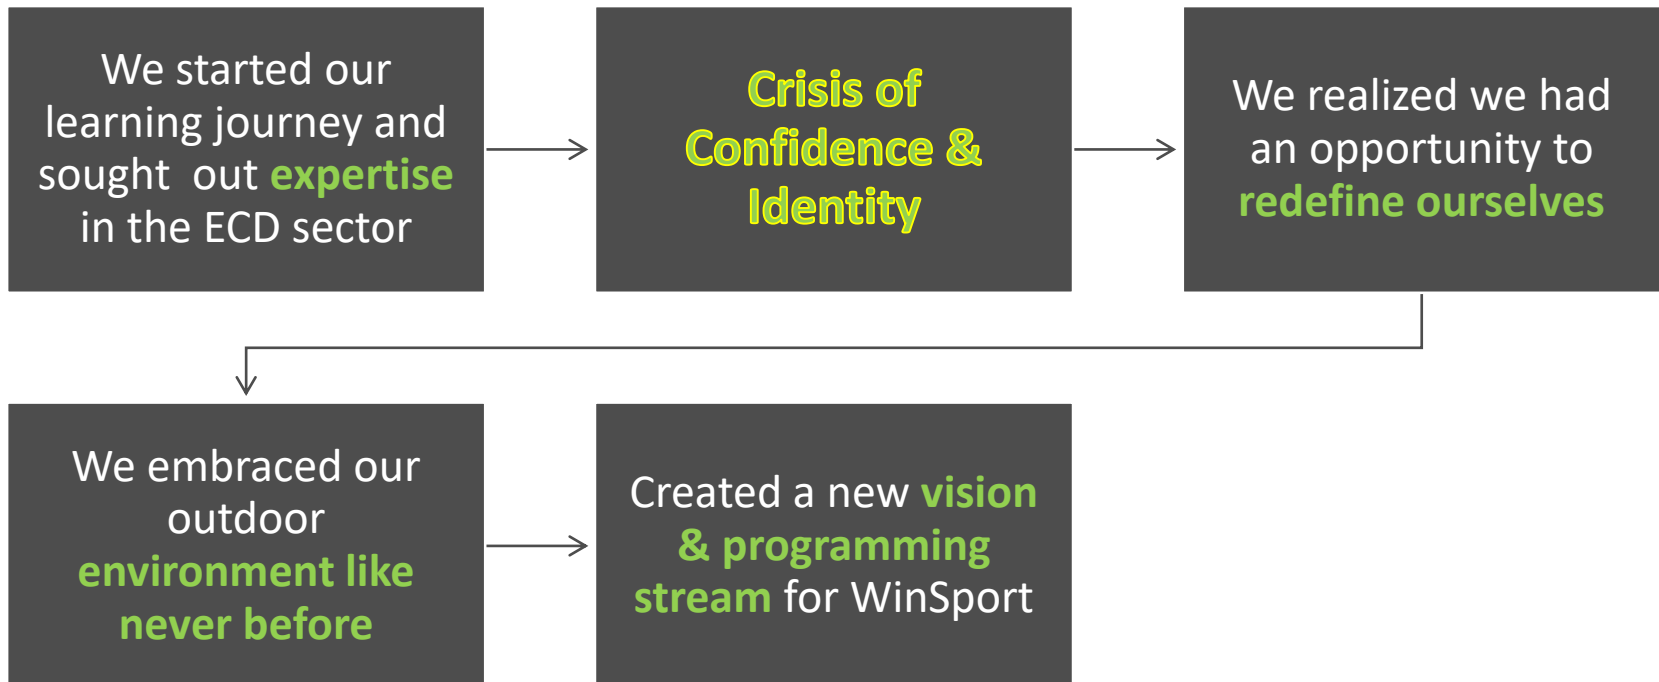 We started our
learning journey and
sought  out expertise
in the ECD sector
Crisis of
Confidence &
Identity
We realized we had
an opportunity to
redefine ourselves
We embraced our
outdoor
environment like
never before
Created a new vision
& programming
stream for WinSport